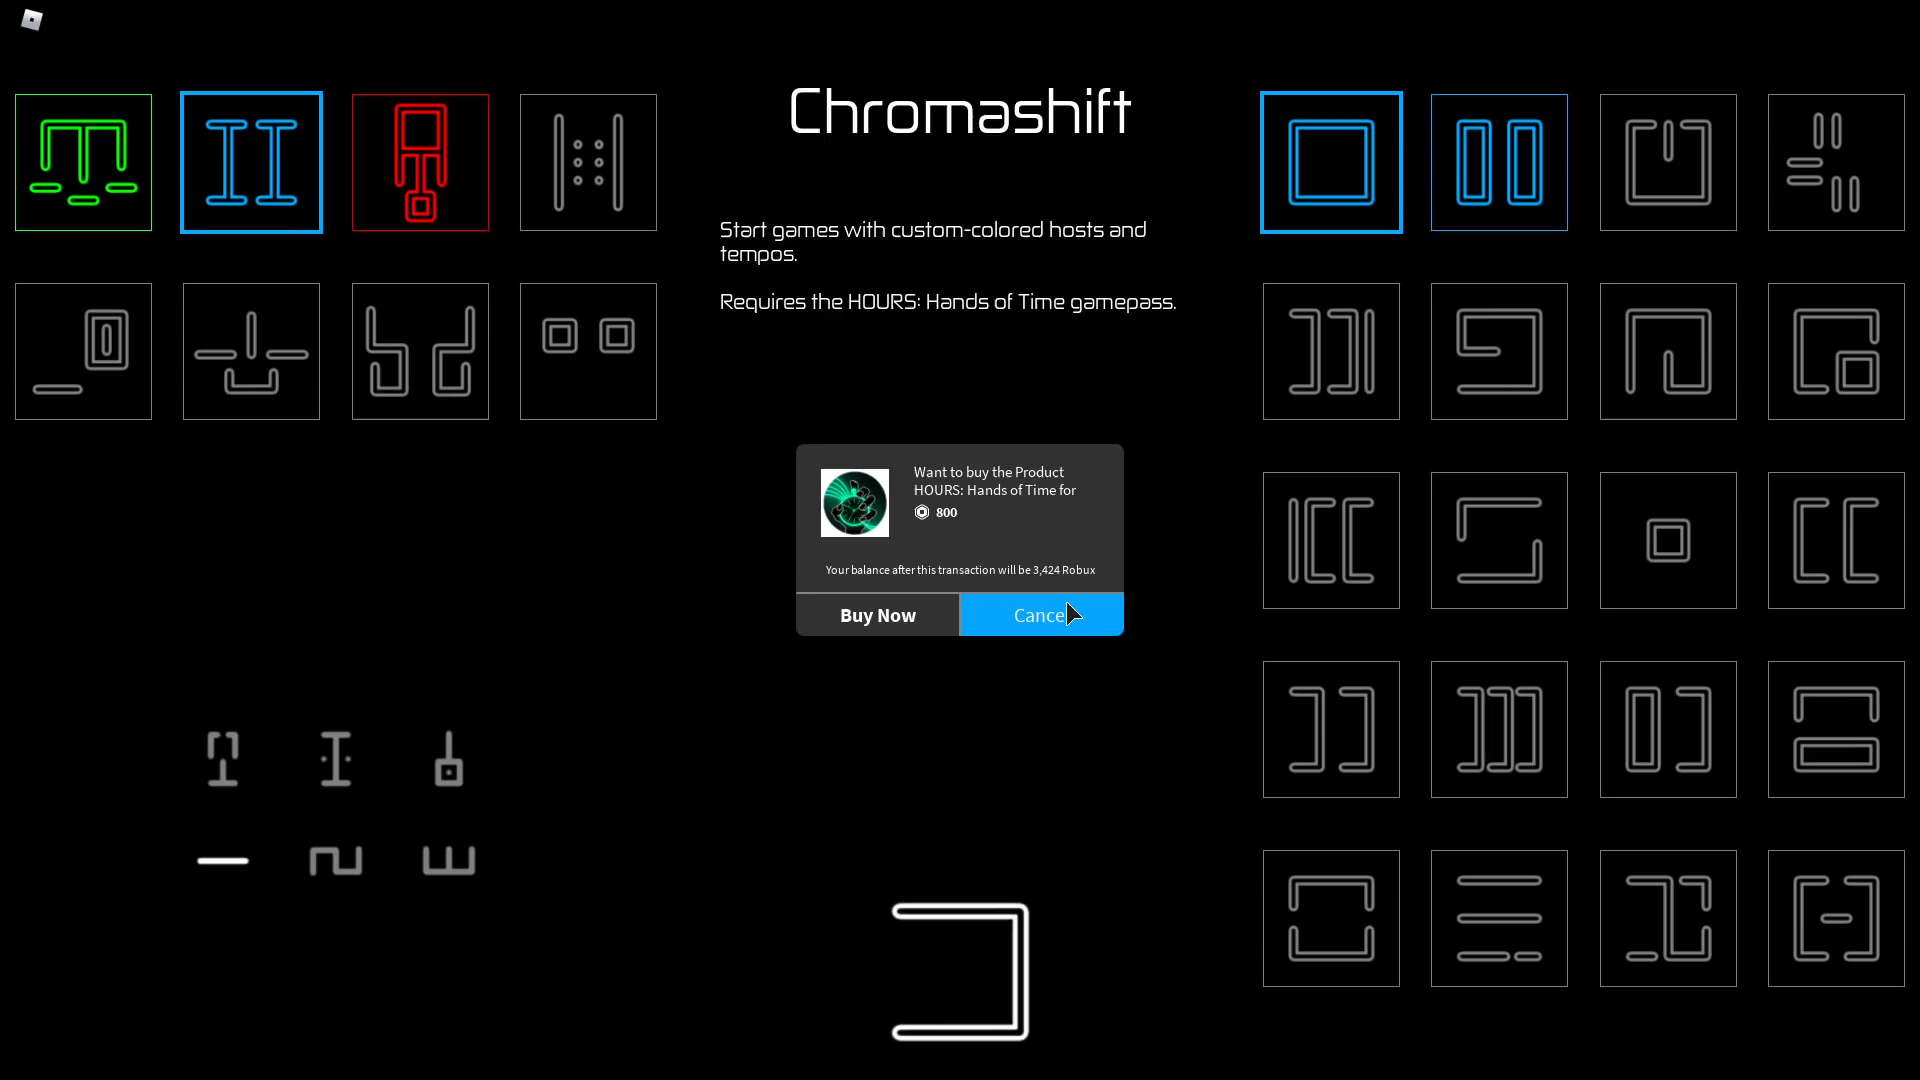 Chromashift
Start games with custom-colored hosts and
tempos.
Requires the HOURS: Hands of Time gamepass.
Want to buy the Product
HOURS: Hands of Time for
800
Your balance after this transaction will be 3,424 Robux
Buy Now
Cance